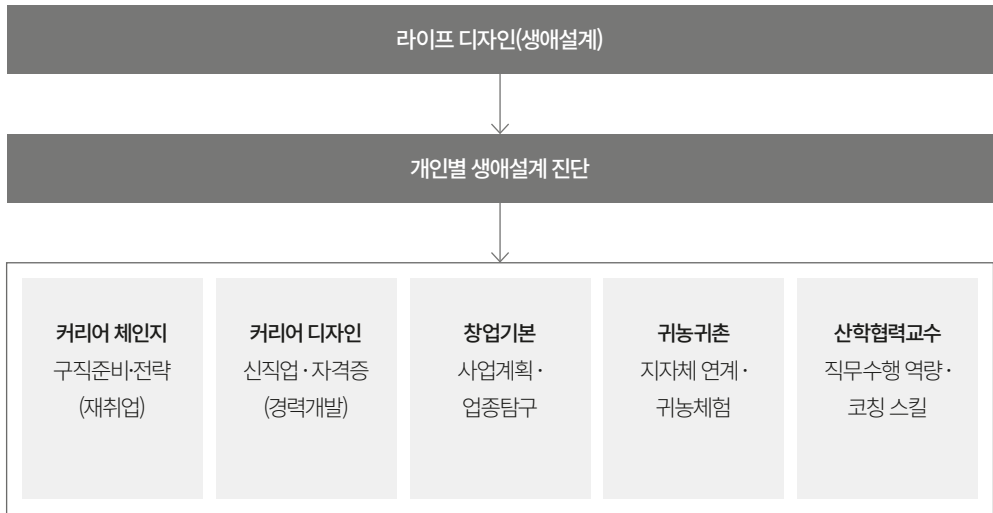 라이프 디자인(생애설계)
개인별 생애설계 진단
커리어 체인지
구직준비·전략
(재취업)
커리어 디자인
신직업 · 자격증
(경력개발)
창업기본
사업계획 ·
업종탐구
귀농귀촌
지자체 연계 ·
귀농체험
산학협력교수
직무수행 역량 ·
코칭 스킬